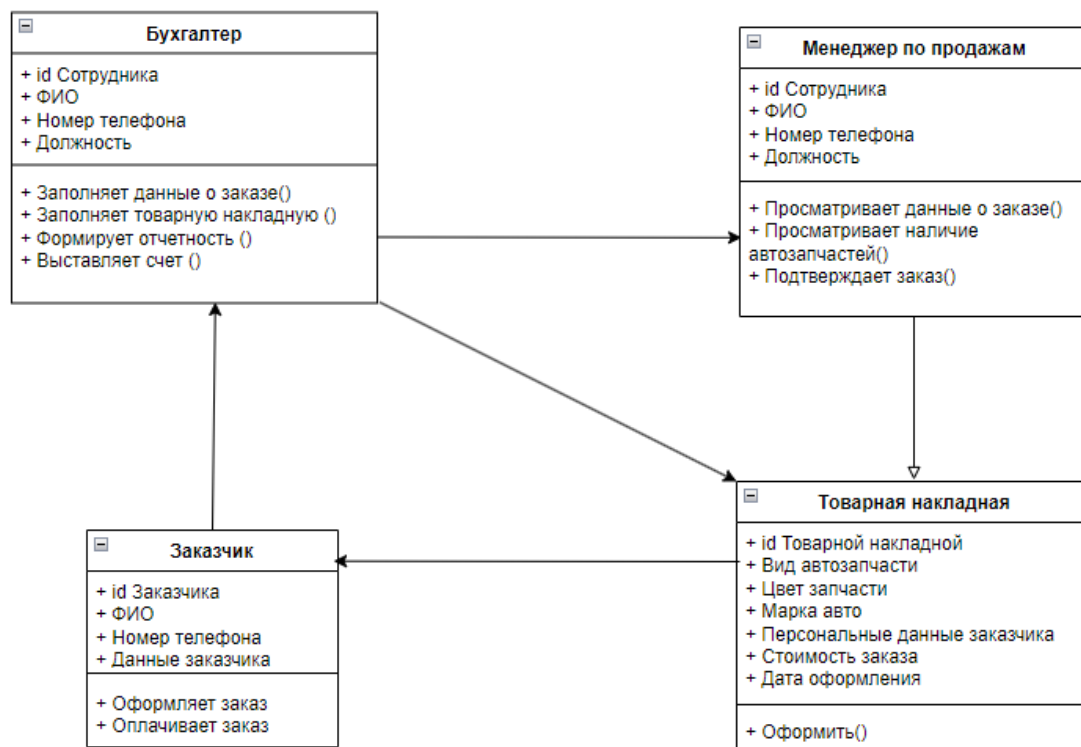 Бухгалтер
+ id Сотрудника
+ ФИО
+ Номер телефона
+ Должность
+ Заполняет данные о заказе()
+ Заполняет товарную накладную ()
+ Формирует отчетность ()
+ Выставляет счет ()
Менеджер по продажам
+ id Сотрудника
+ ФИО
+ Номер телефона
+ Должность
+ Просматривает данные о заказе()
+ Просматривает наличие
автозапчастей()
+ Подтверждает заказ()
Заказчик
+ id Заказчика
+ ФИО
+ Номер телефона
+ Данные заказчика
+ Оформляет заказ
+ Оплачивает заказ
Товарная накладная
+ id Товарной накладной
+ Вид автозапчасти
+ Цвет запчасти
+ Марка авто
+ Персональные данные заказчика
+ Стоимость заказа
+ Дата оформления
+ Оформить()